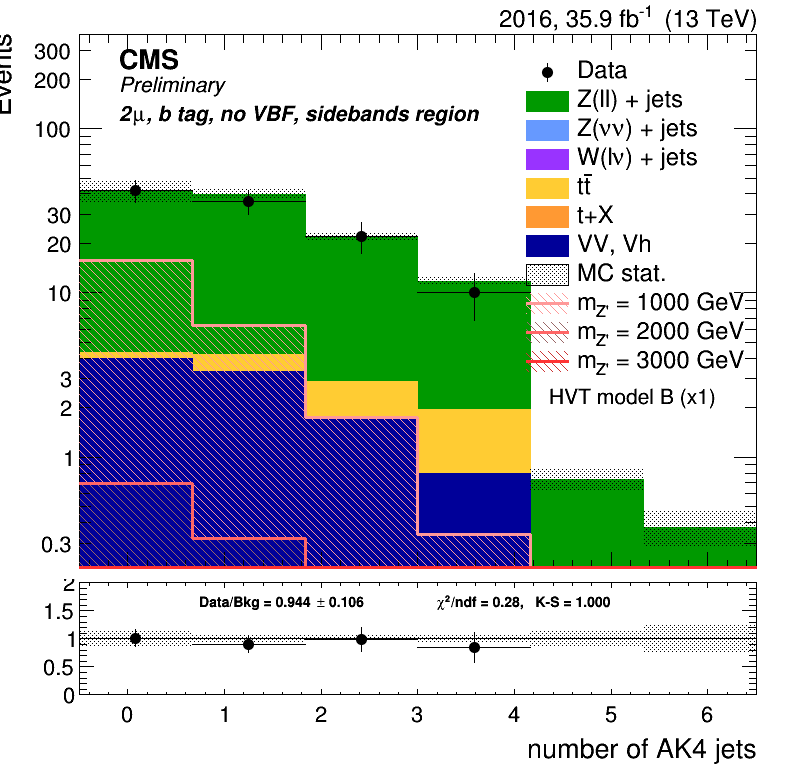 2016, 35.9 fb⁻¹ (13 TeV)
Events
CMS
Preliminary
2μ, b tag, no VBF, sidebands region
Data
Z(ll) + jets
Z(νν) + jets
W(lν) + jets
tt̄
t+X
VV, Vh
MC stat.
m_Z' = 1000 GeV
m_Z' = 2000 GeV
m_Z' = 3000 GeV
HVT model B (x1)
300
200
100
30
20
10
3
2
1
0.3
Data/Bkg = 0.944 ± 0.106
χ²/ndf = 0.28, K-S = 1.000
2
1.5
1
0.5
0
0 1 2 3 4 5 6
number of AK4 jets